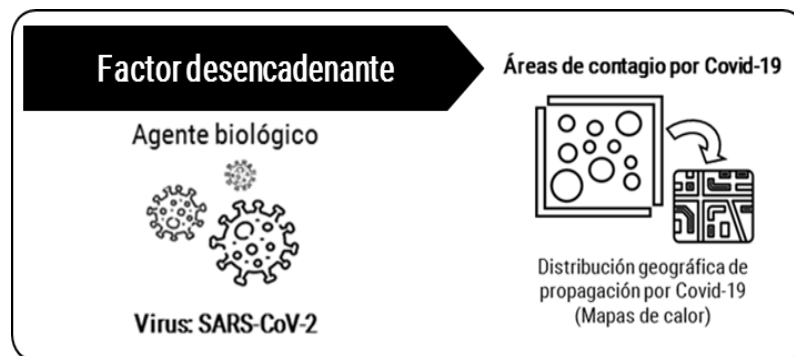 Factor desencadenante
Agente biológico
Virus: SARS-CoV-2
Áreas de contagio por Covid-19
Distribución geográfica de
propagación por Covid-19
(Mapas de calor)